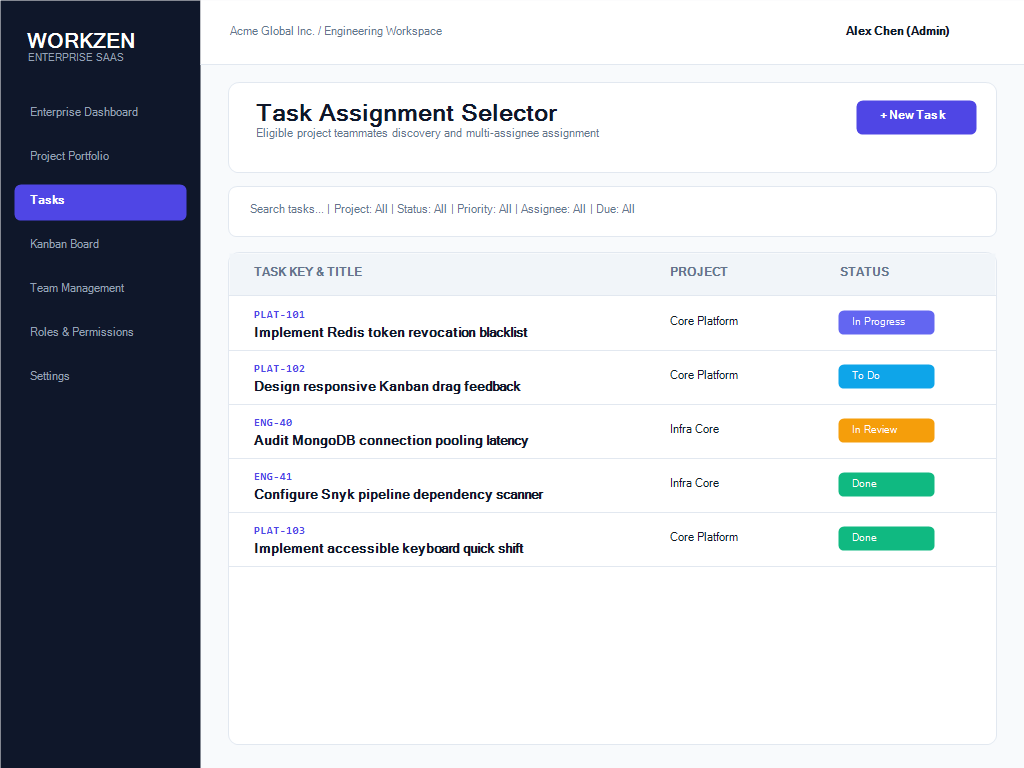 WORKZEN
ENTERPRISE SAAS
Enterprise Dashboard
Project Portfolio
Tasks
Kanban Board
Team Management
Roles & Permissions
Settings
Acme Global Inc. / Engineering Workspace
Alex Chen (Admin)
Task Assignment Selector
Eligible project teammates discovery and multi-assignee assignment
+ New Task
Search tasks... | Project: All | Status: All | Priority: All | Assignee: All | Due: All
TASK KEY & TITLE PROJECT STATUS
PLAT-101
Implement Redis token revocation blacklist
Core Platform
In Progress
PLAT-102
Design responsive Kanban drag feedback
Core Platform
To Do
ENG-40
Audit MongoDB connection pooling latency
Infra Core
In Review
ENG-41
Configure Snyk pipeline dependency scanner
Infra Core
Done
PLAT-103
Implement accessible keyboard quick shift
Core Platform
Done